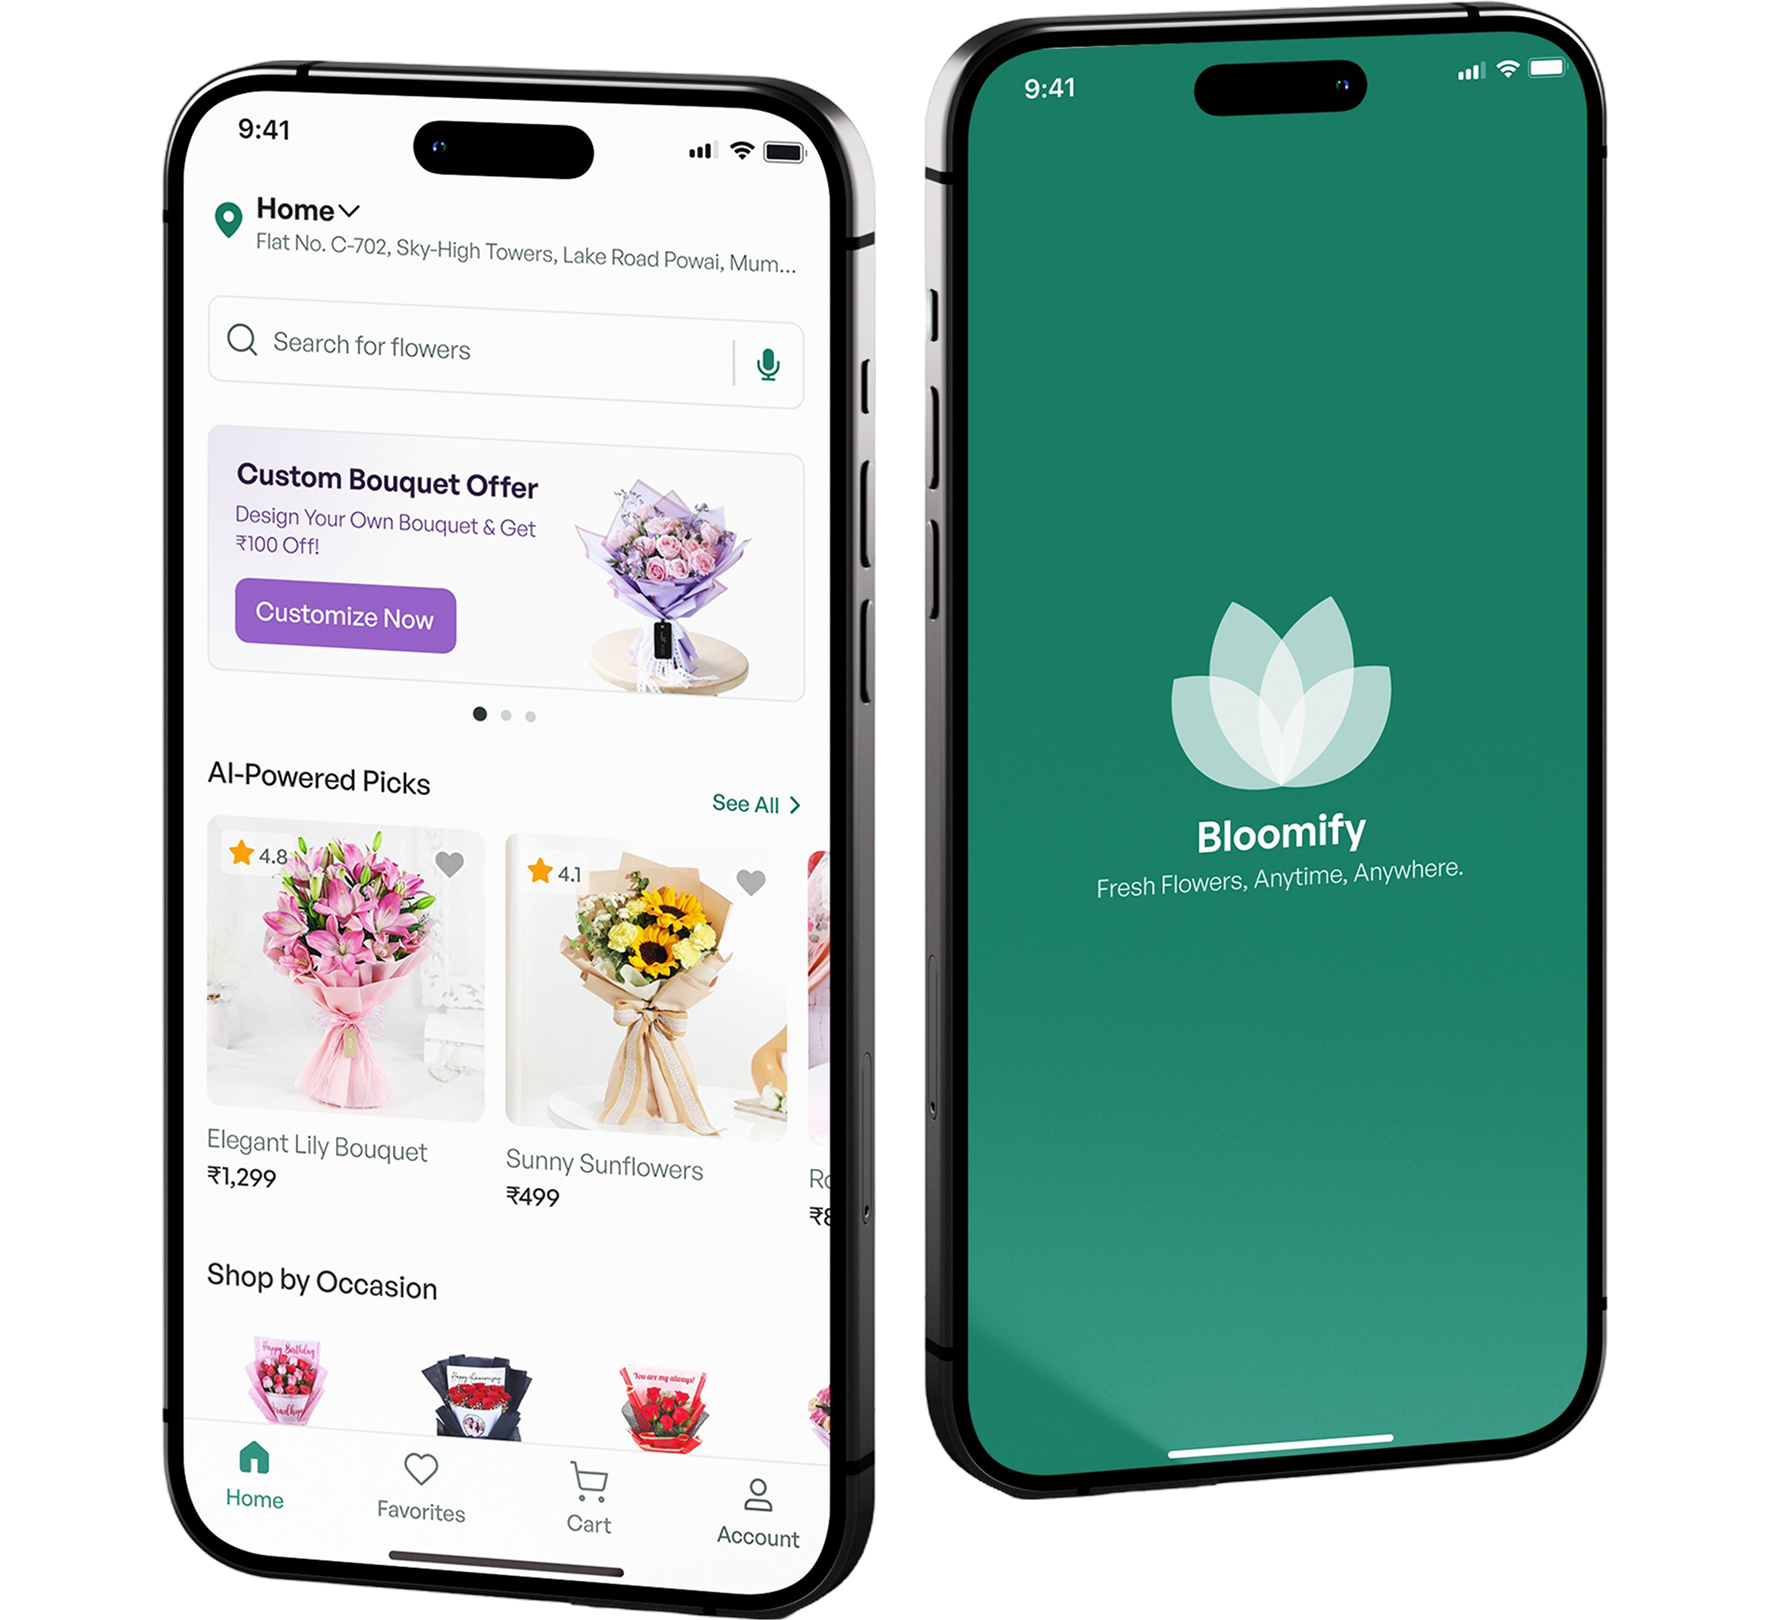 9:41
Home
Flat No. C-702, Sky-High Towers, Lake Road Powai, Mum...
Search for flowers
Custom Bouquet Offer
Design Your Own Bouquet & Get
₹100 Off!
Customize Now
AI-Powered Picks
See All
4.8
4.1
Elegant Lily Bouquet
₹1,299
Sunny Sunflowers
₹499
Shop by Occasion
Happy Birthday
Happy Anniversary
You are my always!
Home
Favorites
Cart
Account
9:41
Bloomify
Fresh Flowers, Anytime, Anywhere.